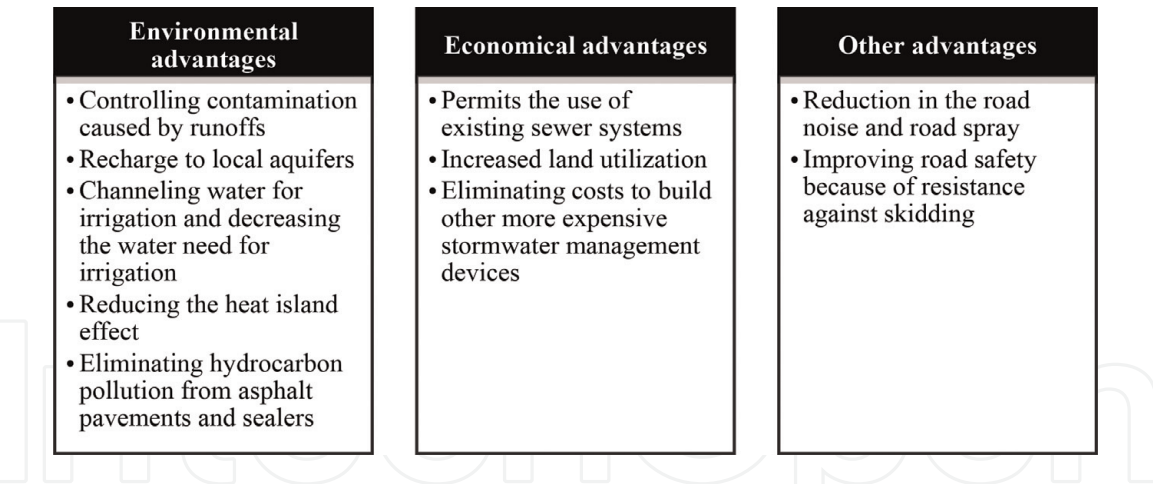 Environmental
advantages
• Controlling contamination
caused by runoffs
• Recharge to local aquifers
• Channeling water for
irrigation and decreasing
the water need for
irrigation
• Reducing the heat island
effect
• Eliminating hydrocarbon
pollution from asphalt
pavements and sealers
Economical advantages
• Permits the use of
existing sewer systems
• Increased land utilization
• Eliminating costs to build
other more expensive
stormwater management
devices
Other advantages
• Reduction in the road
noise and road spray
• Improving road safety
because of resistance
against skidding